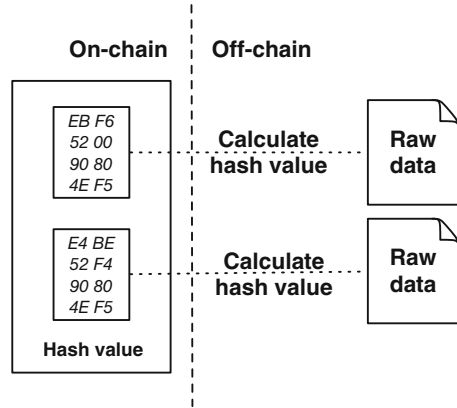 On-chain
Off-chain
EB F6
52 00
90 80
4E F5
Calculate
hash value
Raw
data
E4 BE
52 F4
90 80
4E F5
Calculate
hash value
Raw
data
Hash value